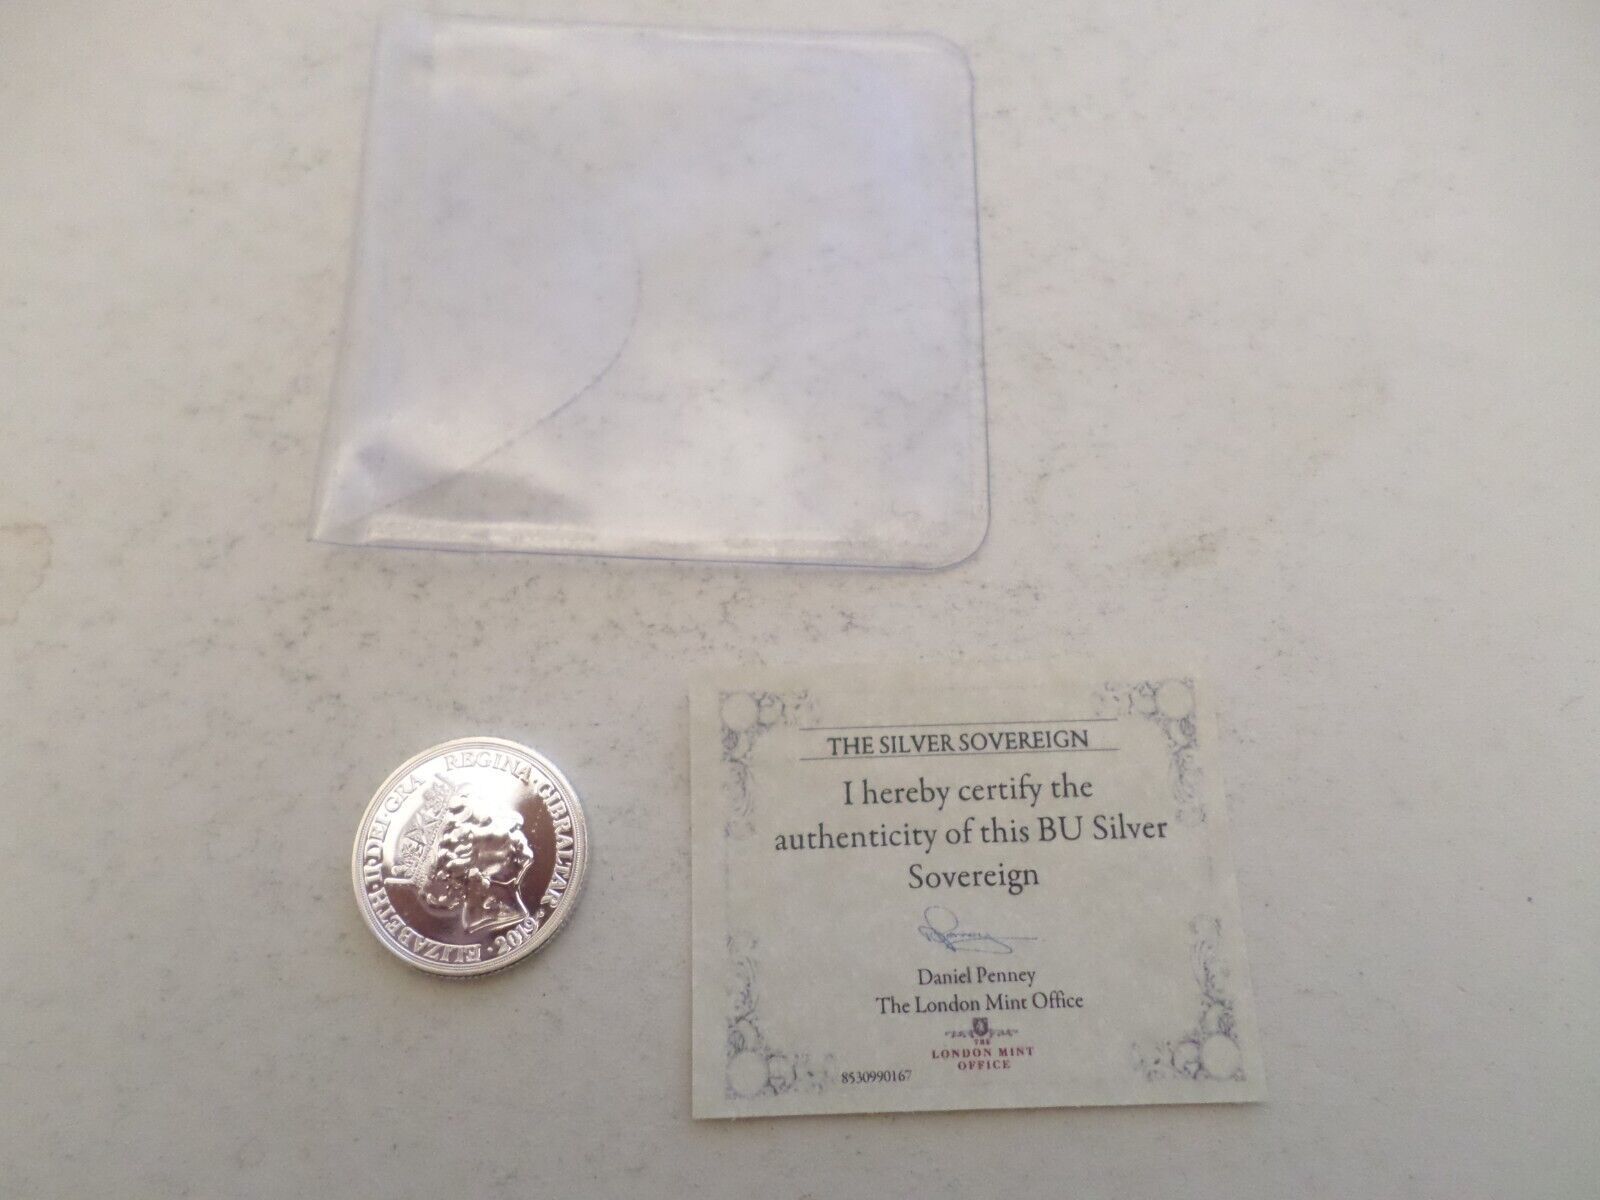 ELIZABETH·II·DEI·GRA REGINA·GIBRALTAR·2019·
THE SILVER SOVEREIGN
I hereby certify the
authenticity of this BU Silver
Sovereign
Daniel Penney
The London Mint Office
THE
LONDON MINT
OFFICE
8530990167